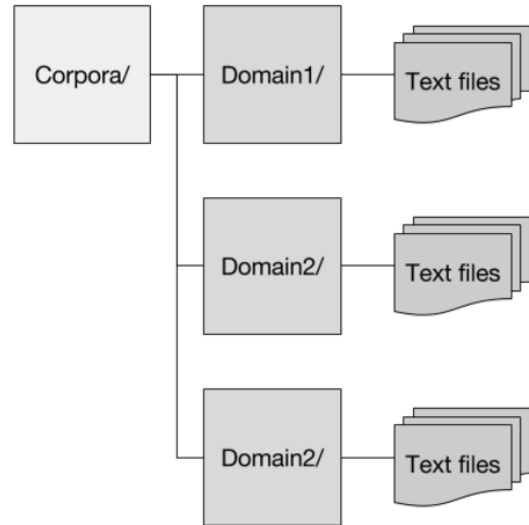 Corpora/
Domain1/
Text files
Domain2/
Text files
Domain2/
Text files